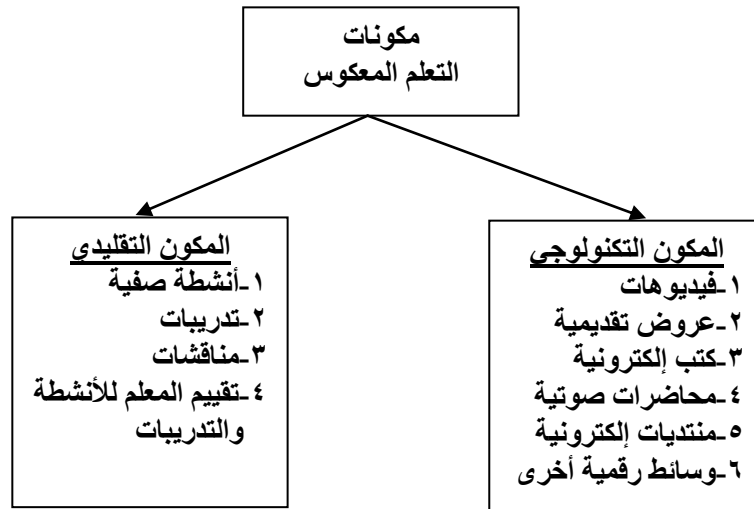 مكونات
التعلم المعكوس
المكون التكنولوجي
١-فيديوهات
٢-عروض تقديمية
٣-كتب إلكترونية
٤-محاضرات صوتية
٥-منتديات إلكترونية
٦-وسائط رقمية أخرى
المكون التقليدي
١-أنشطة صفية
٢-تدريبات
٣-مناقشات
٤-تقييم المعلم للأنشطة
والتدريبات